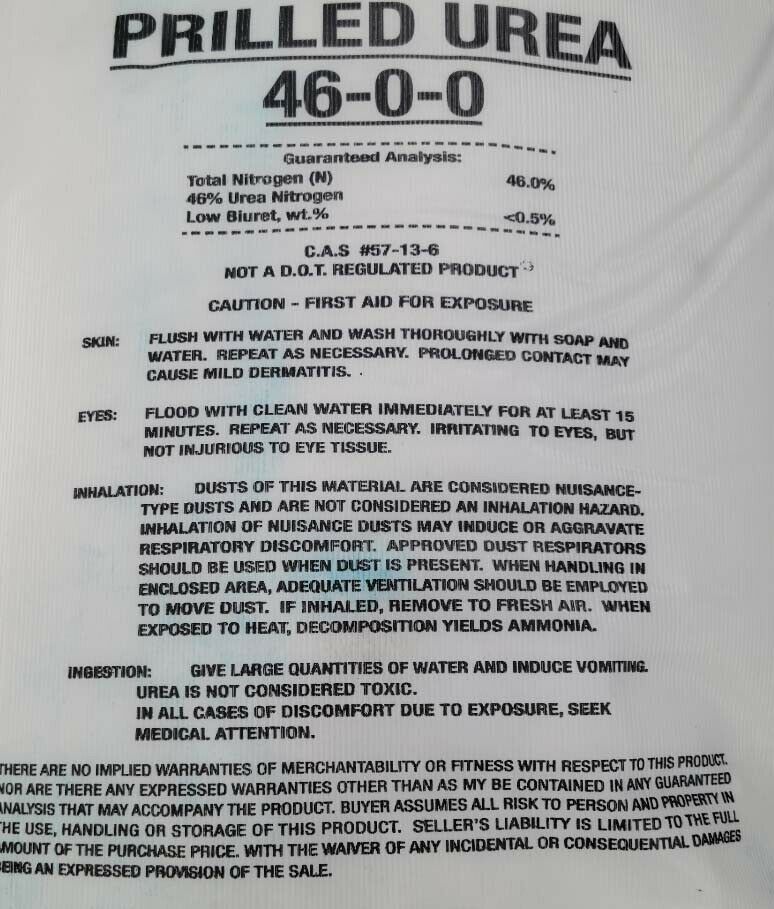 PRILLED UREA
46-0-0
Guaranteed Analysis:
Total Nitrogen (N) 46.0%
46% Urea Nitrogen
Low Biuret, wt.% <0.5%
C.A.S #57-13-6
NOT A D.O.T. REGULATED PRODUCT
CAUTION - FIRST AID FOR EXPOSURE
SKIN: FLUSH WITH WATER AND WASH THOROUGHLY WITH SOAP AND
WATER. REPEAT AS NECESSARY. PROLONGED CONTACT MAY
CAUSE MILD DERMATITIS.
EYES: FLOOD WITH CLEAN WATER IMMEDIATELY FOR AT LEAST 15
MINUTES. REPEAT AS NECESSARY. IRRITATING TO EYES, BUT
NOT INJURIOUS TO EYE TISSUE.
INHALATION: DUSTS OF THIS MATERIAL ARE CONSIDERED NUISANCE-
TYPE DUSTS AND ARE NOT CONSIDERED AN INHALATION HAZARD.
INHALATION OF NUISANCE DUSTS MAY INDUCE OR AGGRAVATE
RESPIRATORY DISCOMFORT. APPROVED DUST RESPIRATORS
SHOULD BE USED WHEN DUST IS PRESENT. WHEN HANDLING IN
ENCLOSED AREA, ADEQUATE VENTILATION SHOULD BE EMPLOYED
TO MOVE DUST. IF INHALED, REMOVE TO FRESH AIR. WHEN
EXPOSED TO HEAT, DECOMPOSITION YIELDS AMMONIA.
INGESTION: GIVE LARGE QUANTITIES OF WATER AND INDUCE VOMITING.
UREA IS NOT CONSIDERED TOXIC.
IN ALL CASES OF DISCOMFORT DUE TO EXPOSURE, SEEK
MEDICAL ATTENTION.
THERE ARE NO IMPLIED WARRANTIES OF MERCHANTABILITY OR FITNESS WITH RESPECT TO THIS PRODUCT.
NOR ARE THERE ANY EXPRESSED WARRANTIES OTHER THAN AS MY BE CONTAINED IN ANY GUARANTEED
ANALYSIS THAT MAY ACCOMPANY THE PRODUCT. BUYER ASSUMES ALL RISK TO PERSON AND PROPERTY IN
THE USE, HANDLING OR STORAGE OF THIS PRODUCT. SELLER'S LIABILITY IS LIMITED TO THE FULL
AMOUNT OF THE PURCHASE PRICE. WITH THE WAIVER OF ANY INCIDENTAL OR CONSEQUENTIAL DAMAGES
BEING AN EXPRESSED PROVISION OF THE SALE.